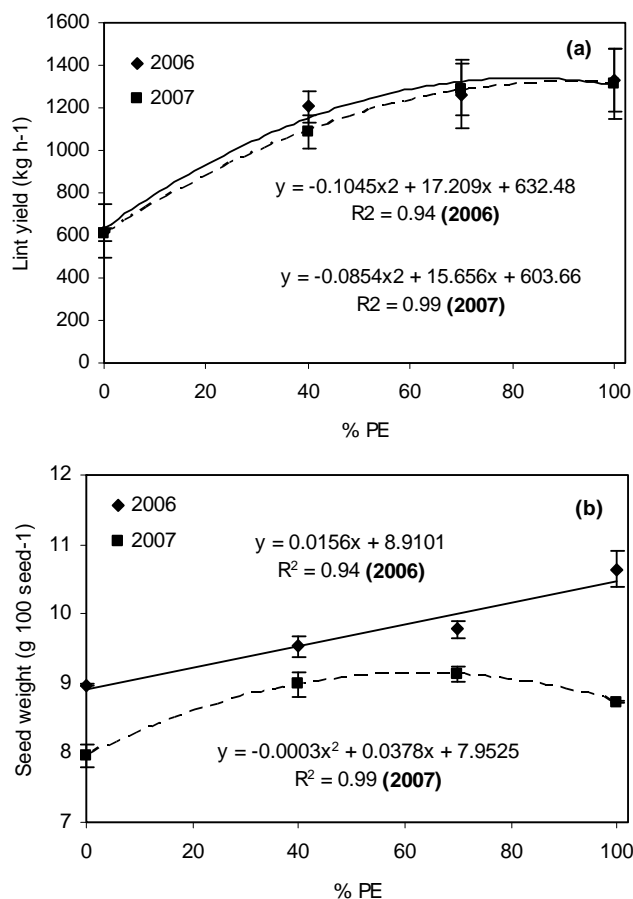 1600
1400
1200
1000
800
600
400
200
0
Lint yield (kg h-1)
(a)
2006
2007
y = -0.1045x2 + 17.209x + 632.48
R2 = 0.94 (2006)
y = -0.0854x2 + 15.656x + 603.66
R2 = 0.99 (2007)
0 20 40 60 80 100
% PE
12
11
10
9
8
7
Seed weight (g 100 seed-1)
(b)
2006
2007
y = 0.0156x + 8.9101
R² = 0.94 (2006)
y = -0.0003x² + 0.0378x + 7.9525
R² = 0.99 (2007)
0 20 40 60 80 100
% PE